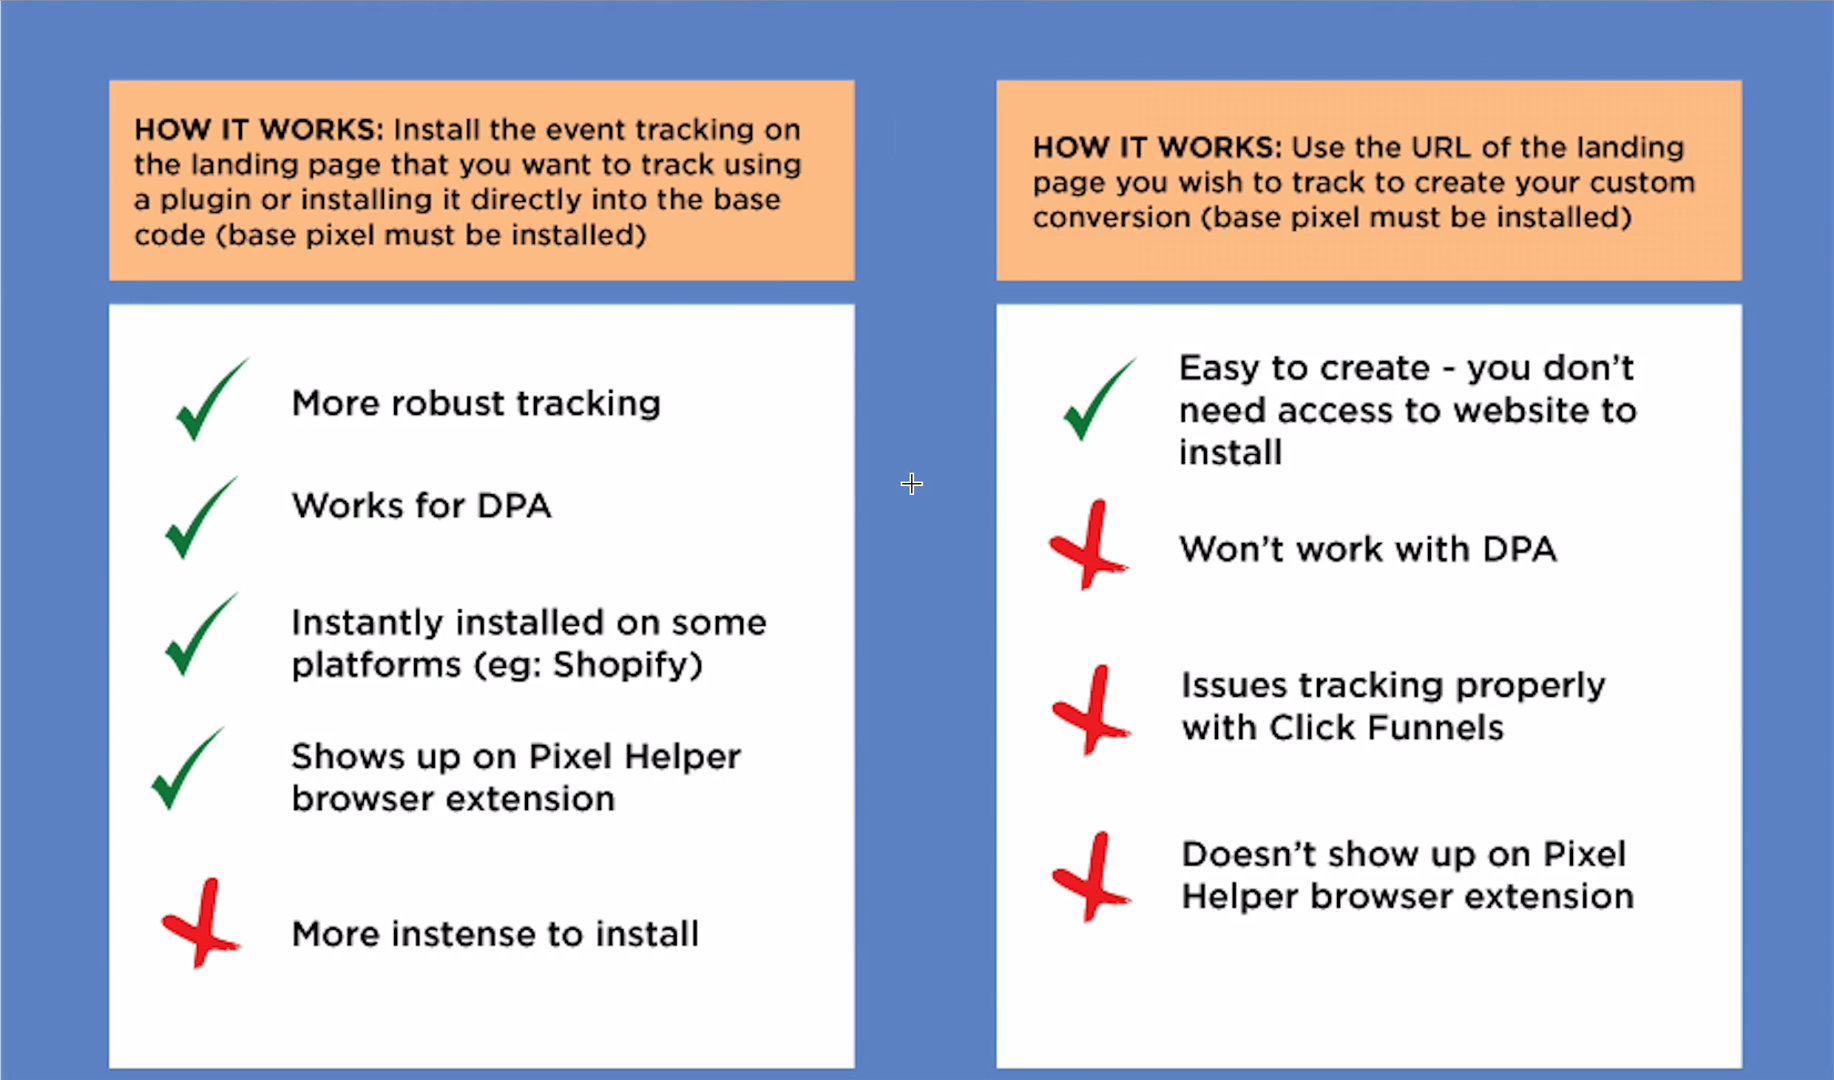 HOW IT WORKS: Install the event tracking on
the landing page that you want to track using
a plugin or installing it directly into the base
code (base pixel must be installed)
More robust tracking
Works for DPA
Instantly installed on some
platforms (eg: Shopify)
Shows up on Pixel Helper
browser extension
More instense to install
HOW IT WORKS: Use the URL of the landing
page you wish to track to create your custom
conversion (base pixel must be installed)
Easy to create - you don't
need access to website to
install
Won't work with DPA
Issues tracking properly
with Click Funnels
Doesn't show up on Pixel
Helper browser extension